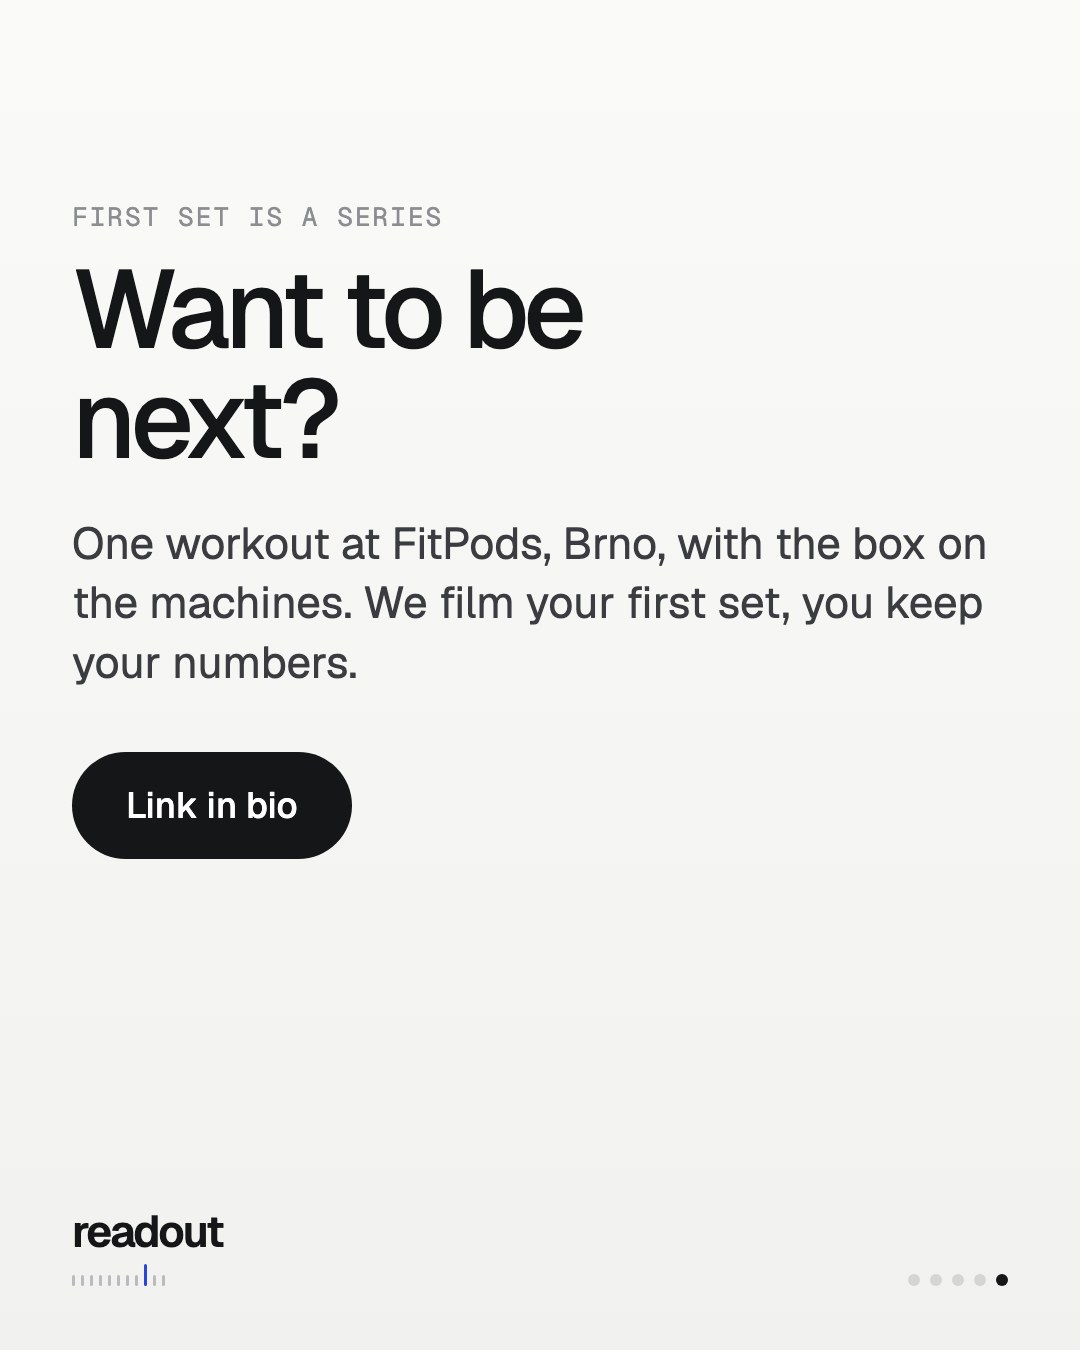 FIRST SET IS A SERIES
Want to be
next?
One workout at FitPods, Brno, with the box on
the machines. We film your first set, you keep
your numbers.
Link in bio
readout